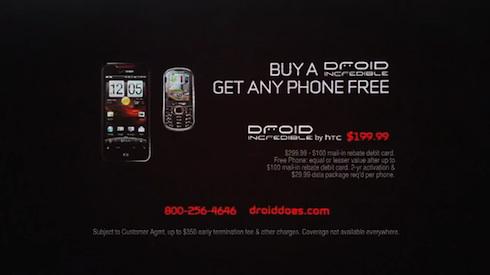 BUY A DROID
INCREDIBLE
GET ANY PHONE FREE
12 05
DROID
INCREDIBLE by hTC $199.99
$299.99 - $100 mail-in rebate debit card.
Free Phone: equal or lesser value after up to
$100 mail-in rebate debit card. 2-yr activation &
$29.99 data package req'd per phone.
800-256-4646 droiddoes.com
Subject to Customer Agmt, up to $350 early termination fee & other charges. Coverage not available everywhere.